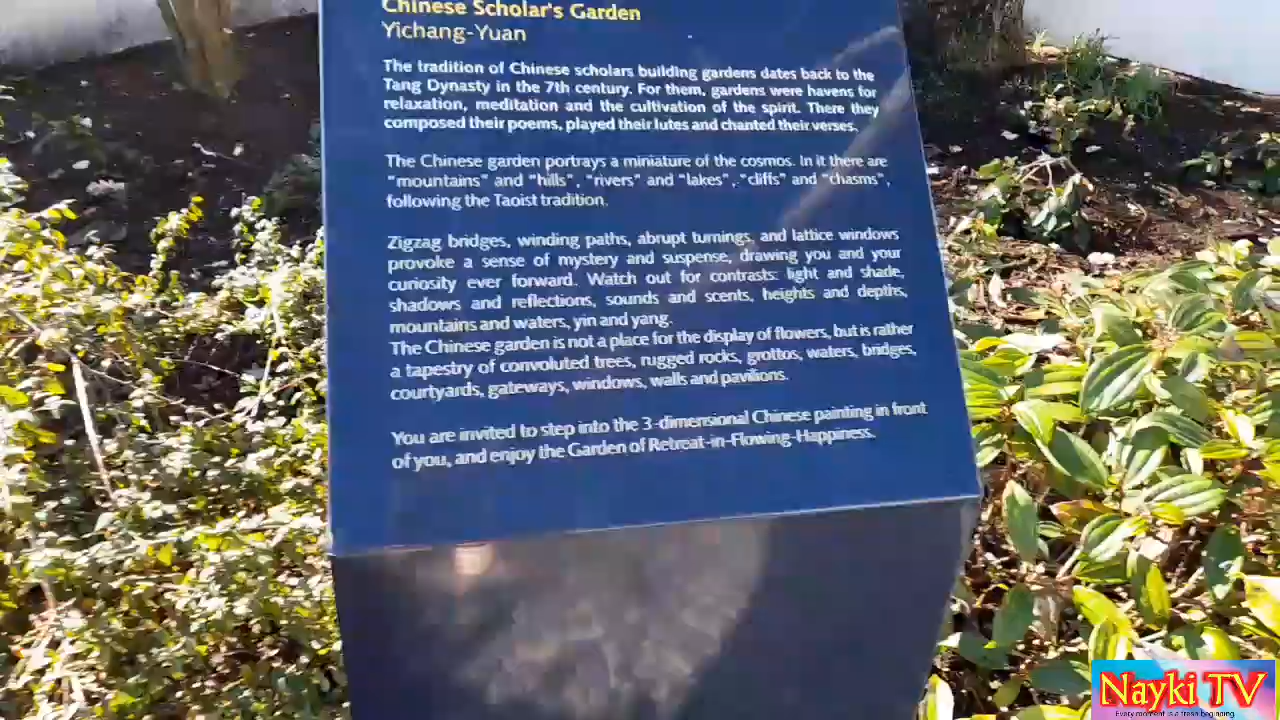 Chinese Scholar's Garden
Yichang-Yuan
The tradition of Chinese scholars building gardens dates back to the
Tang Dynasty in the 7th century. For them, gardens were havens for
relaxation, meditation and the cultivation of the spirit. There they
composed their poems, played their lutes and chanted their verses.
The Chinese garden portrays a miniature of the cosmos. In it there are
"mountains" and "hills", "rivers" and "lakes", "cliffs" and "chasms",
following the Taoist tradition.
Zigzag bridges, winding paths, abrupt turnings, and lattice windows
provoke a sense of mystery and suspense, drawing you and your
curiosity ever forward. Watch out for contrasts: light and shade,
shadows and reflections, sounds and scents, heights and depths,
mountains and waters, yin and yang.
The Chinese garden is not a place for the display of flowers, but is rather
a tapestry of convoluted trees, rugged rocks, grottos, waters, bridges,
courtyards, gateways, windows, walls and pavilions.
You are invited to step into the 3-dimensional Chinese painting in front
of you, and enjoy the Garden of Retreat-in-Flowing-Happiness.
Nayki TV
Every moment is a fresh beginning.